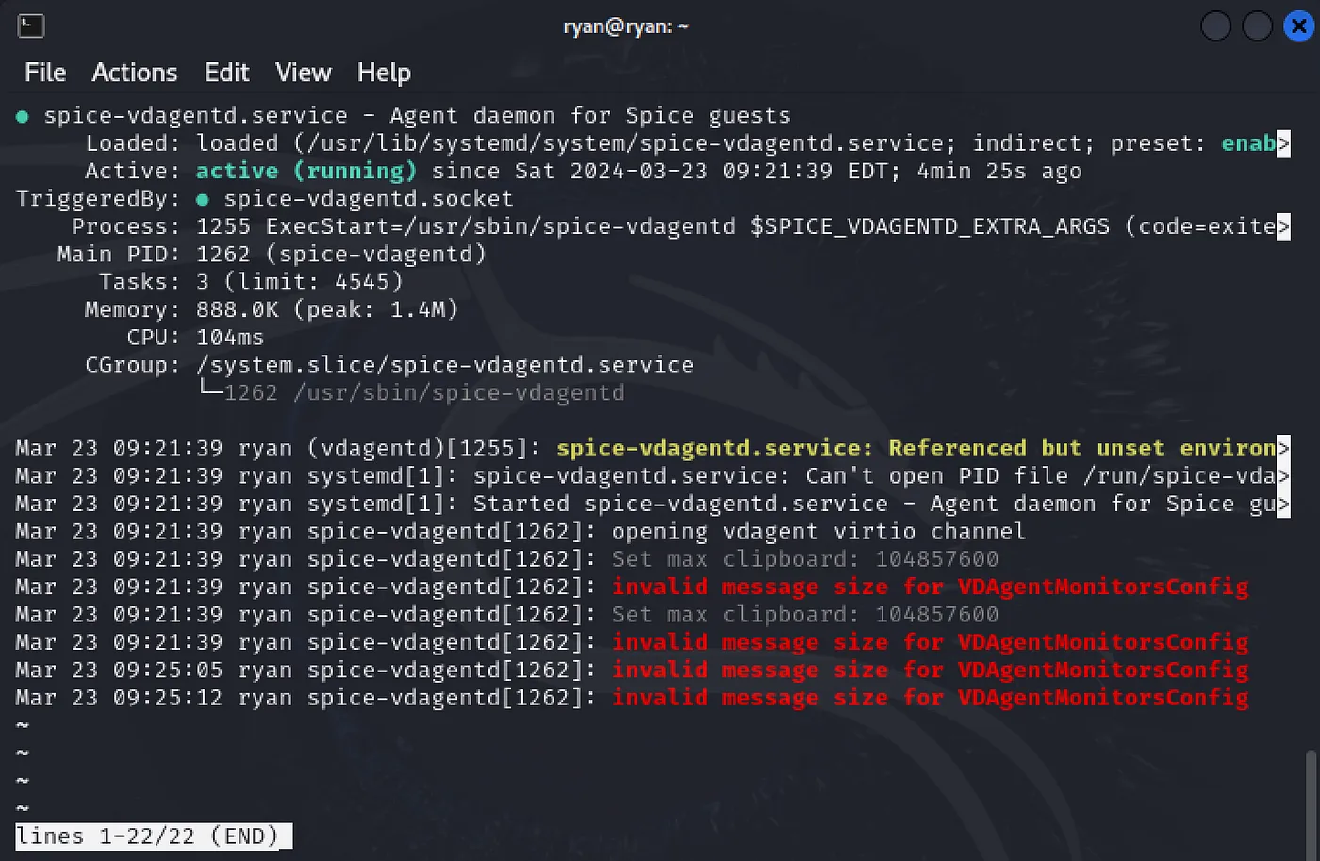 ryan@ryan: ~
File Actions Edit View Help
● spice-vdagentd.service - Agent daemon for Spice guests
     Loaded: loaded (/usr/lib/systemd/system/spice-vdagentd.service; indirect; preset: enab>
     Active: active (running) since Sat 2024-03-23 09:21:39 EDT; 4min 25s ago
TriggeredBy: ● spice-vdagentd.socket
    Process: 1255 ExecStart=/usr/sbin/spice-vdagentd $SPICE_VDAGENTD_EXTRA_ARGS (code=exite>
   Main PID: 1262 (spice-vdagentd)
      Tasks: 3 (limit: 4545)
     Memory: 888.0K (peak: 1.4M)
        CPU: 104ms
     CGroup: /system.slice/spice-vdagentd.service
             └─1262 /usr/sbin/spice-vdagentd
Mar 23 09:21:39 ryan (vdagentd)[1255]: spice-vdagentd.service: Referenced but unset environ>
Mar 23 09:21:39 ryan systemd[1]: spice-vdagentd.service: Can't open PID file /run/spice-vda>
Mar 23 09:21:39 ryan systemd[1]: Started spice-vdagentd.service - Agent daemon for Spice gu>
Mar 23 09:21:39 ryan spice-vdagentd[1262]: opening vdagent virtio channel
Mar 23 09:21:39 ryan spice-vdagentd[1262]: Set max clipboard: 104857600
Mar 23 09:21:39 ryan spice-vdagentd[1262]: invalid message size for VDAgentMonitorsConfig
Mar 23 09:21:39 ryan spice-vdagentd[1262]: Set max clipboard: 104857600
Mar 23 09:21:39 ryan spice-vdagentd[1262]: invalid message size for VDAgentMonitorsConfig
Mar 23 09:25:05 ryan spice-vdagentd[1262]: invalid message size for VDAgentMonitorsConfig
Mar 23 09:25:12 ryan spice-vdagentd[1262]: invalid message size for VDAgentMonitorsConfig
~
~
~
~
lines 1-22/22 (END)